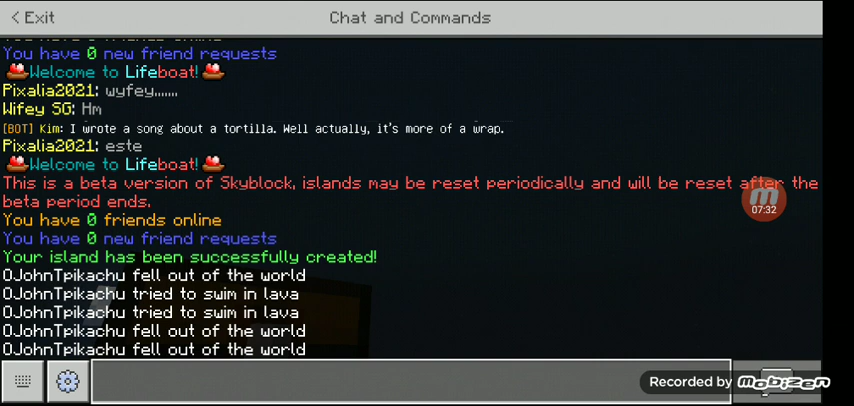 < Exit
Chat and Commands
You have 0 new friend requests
Welcome to Lifeboat!
Pixalia2021: wyfey.......
Wifey SG: Hm
[BOT] Kim: I wrote a song about a tortilla. Well actually, it's more of a wrap.
Pixalia2021: este
Welcome to Lifeboat!
This is a beta version of Skyblock, islands may be reset periodically and will be reset after the
beta period ends.
07:32
You have 0 friends online
You have 0 new friend requests
Your island has been successfully created!
OJohnTpikachu fell out of the world
OJohnTpikachu tried to swim in lava
OJohnTpikachu tried to swim in lava
OJohnTpikachu fell out of the world
OJohnTpikachu fell out of the world
Recorded by mobizen